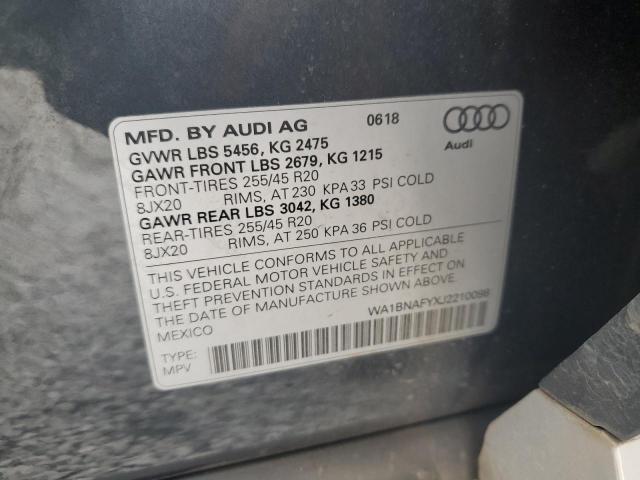 MFD. BY AUDI AG 0618
GVWR LBS 5456, KG 2475
GAWR FRONT LBS 2679, KG 1215
FRONT-TIRES 255/45 R20
8JX20 RIMS, AT 230 KPA 33 PSI COLD
GAWR REAR LBS 3042, KG 1380
REAR-TIRES 255/45 R20
8JX20 RIMS, AT 250 KPA 36 PSI COLD
Audi
THIS VEHICLE CONFORMS TO ALL APPLICABLE
U.S. FEDERAL MOTOR VEHICLE SAFETY AND
THEFT PREVENTION STANDARDS IN EFFECT ON
THE DATE OF MANUFACTURE SHOWN ABOVE.
MEXICO
WA1BNAFYXJ2210098
TYPE:
MPV